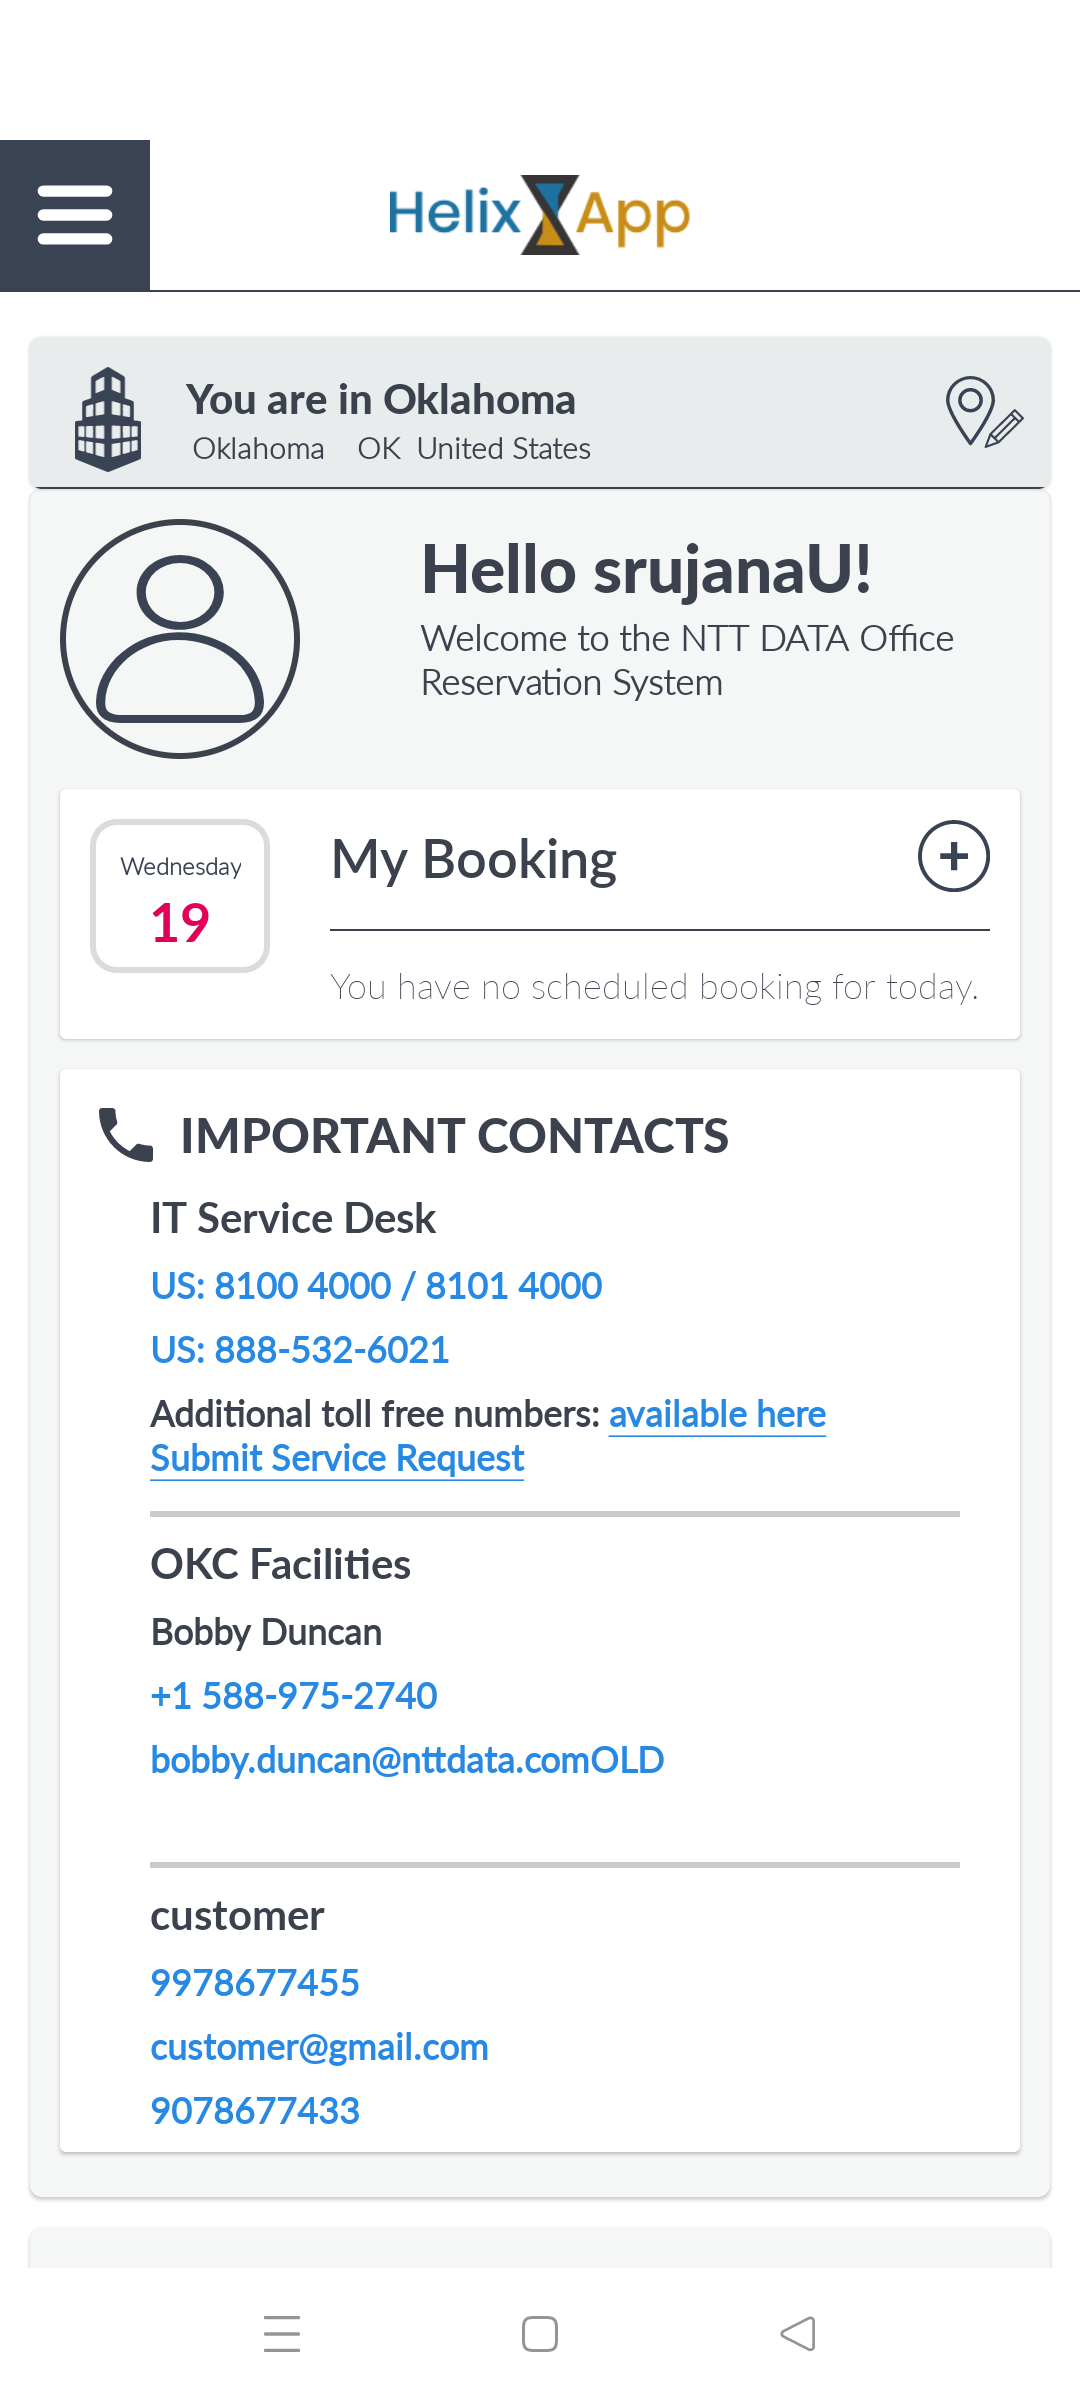 Helix App
You are in Oklahoma
Oklahoma OK United States
Hello srujanaU!
Welcome to the NTT DATA Office
Reservation System
Wednesday
19
My Booking
You have no scheduled booking for today.
IMPORTANT CONTACTS
IT Service Desk
US: 8100 4000 / 8101 4000
US: 888-532-6021
Additional toll free numbers: available here
Submit Service Request
OKC Facilities
Bobby Duncan
+1 588-975-2740
bobby.duncan@nttdata.comOLD
customer
9978677455
customer@gmail.com
9078677433